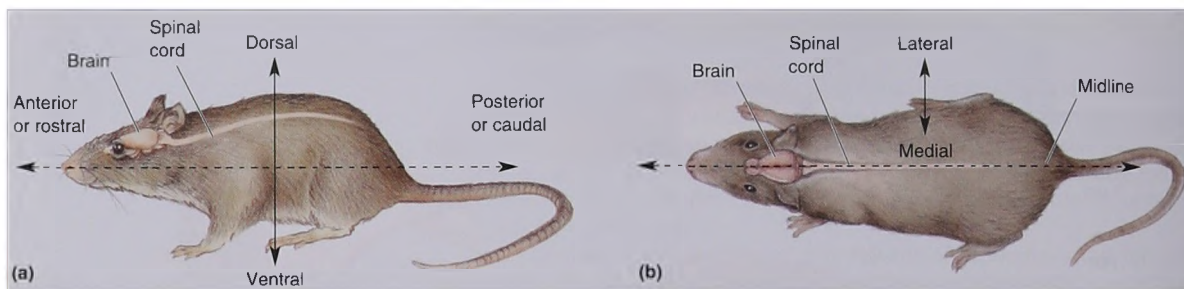 Spinal
cord
Dorsal
Brain
Anterior
or rostral
Posterior
or caudal
(a)
Ventral
Spinal
cord
Lateral
Brain
Midline
Medial
(b)